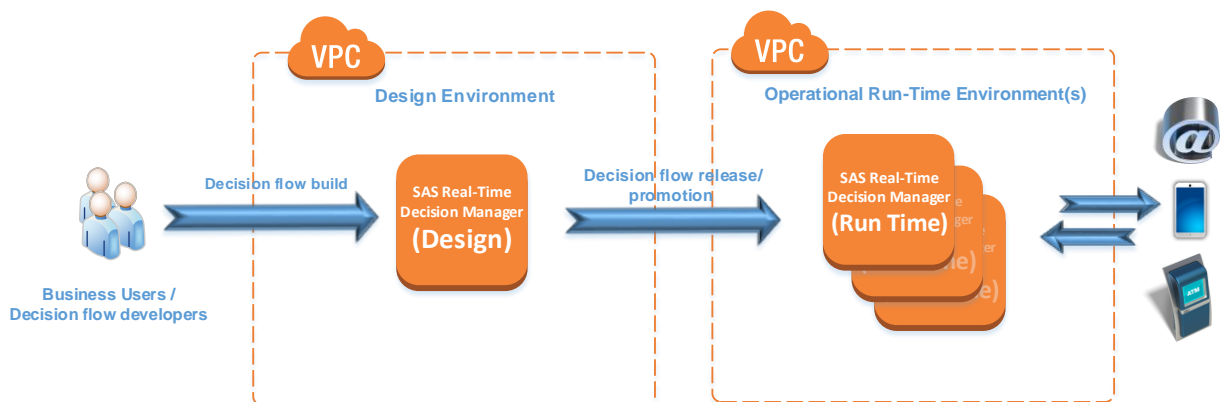 VPC
VPC
Design Environment
Operational Run-Time Environment(s)
Decision flow build
SAS Real-Time
Decision Manager
(Design)
Decision flow release/
promotion
SAS Real-Time
Decision Manager
(Run Time)
Business Users /
Decision flow developers
ATM